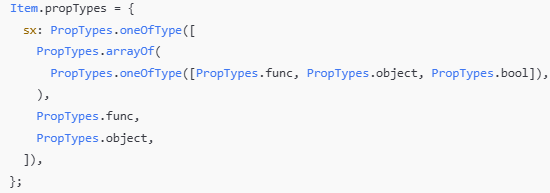 Item.propTypes = {
  sx: PropTypes.oneOfType([
    PropTypes.arrayOf(
      PropTypes.oneOfType([PropTypes.func, PropTypes.object, PropTypes.bool]),
    ),
    PropTypes.func,
    PropTypes.object,
  ]),
};